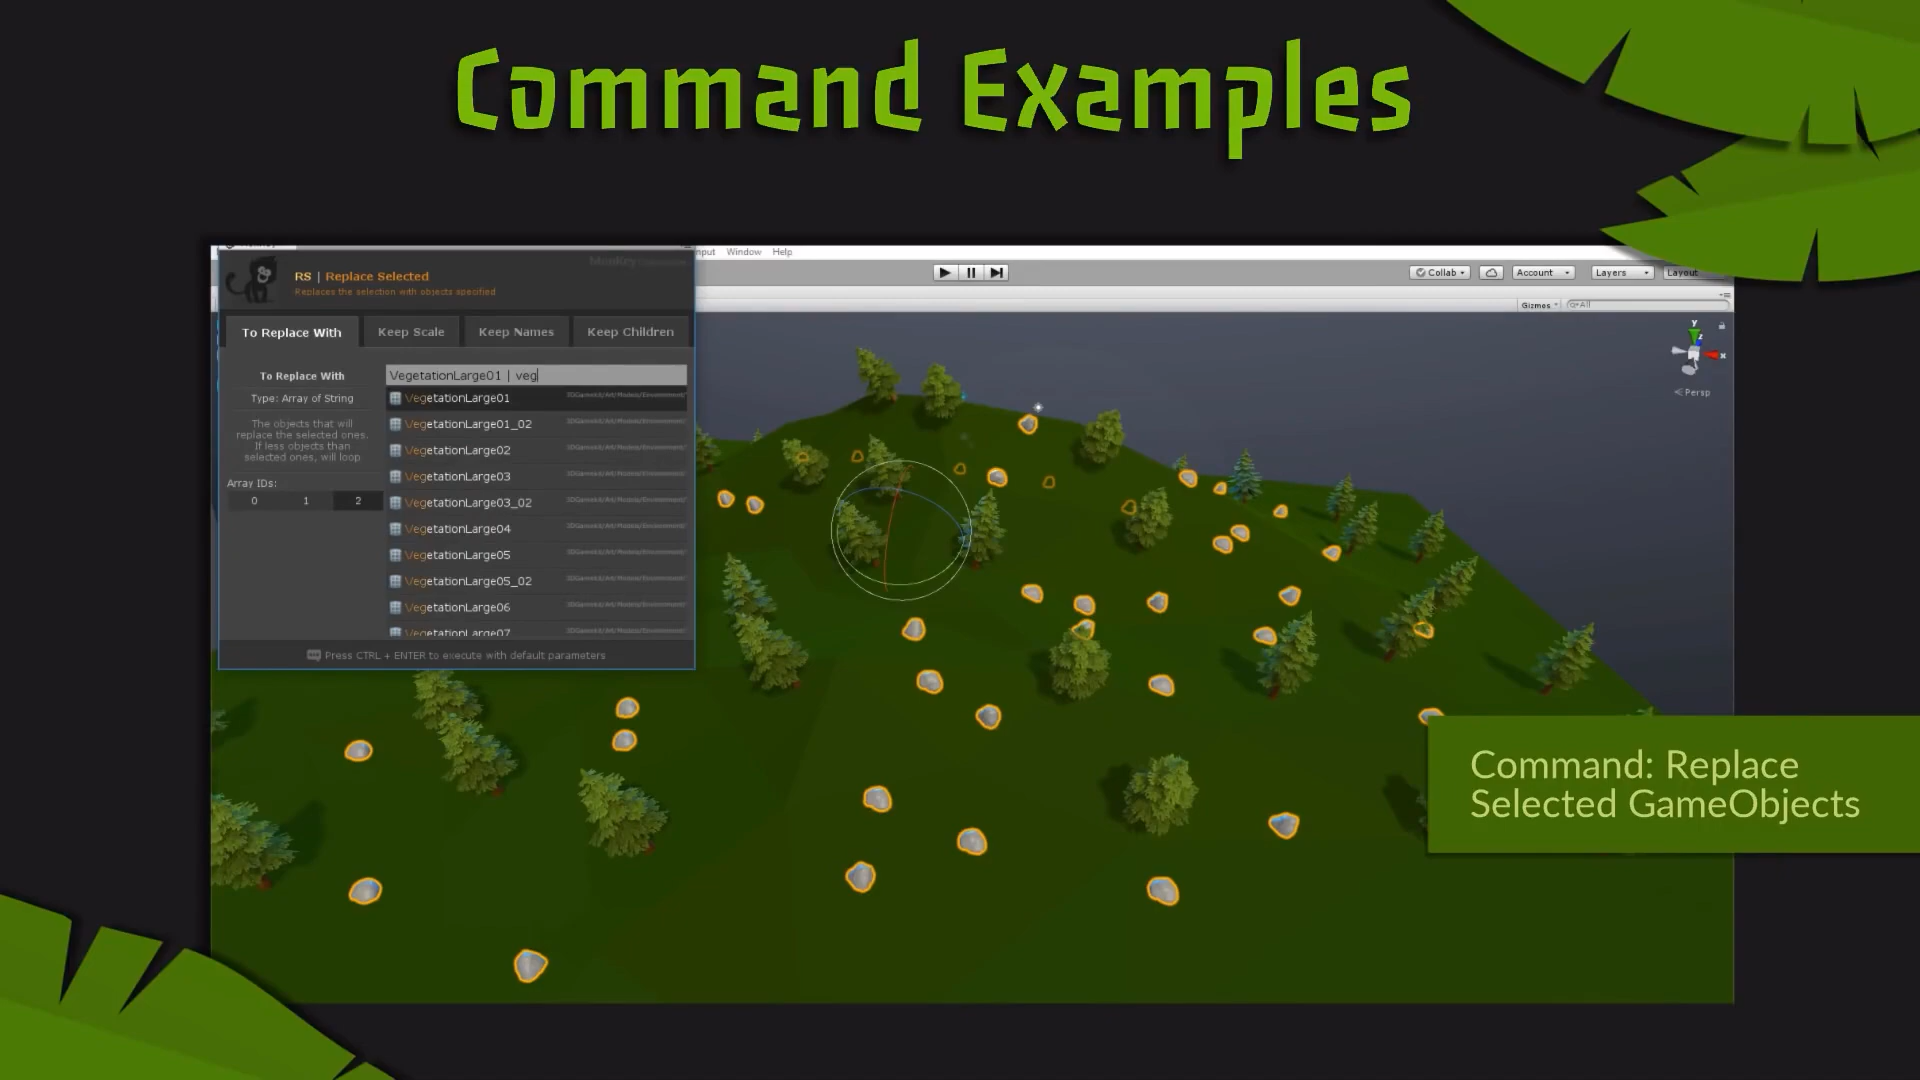 Command Examples
Window Help
Monkey
RS | Replace Selected
Replaces the selection with objects specified
Collab
Account
Layers
Layout
Gizmos
All
To Replace With
Keep Scale
Keep Names
Keep Children
To Replace With
VegetationLarge01 | veg
Type: Array of String
The objects that will
replace the selected ones.
If less objects than
selected ones, will loop
Array IDs:
0 1 2
VegetationLarge01
VegetationLarge01_02
VegetationLarge02
VegetationLarge03
VegetationLarge03_02
VegetationLarge04
VegetationLarge05
VegetationLarge05_02
VegetationLarge06
VegetationLarge07
Press CTRL + ENTER to execute with default parameters
y
x
Persp
Command: Replace
Selected GameObjects